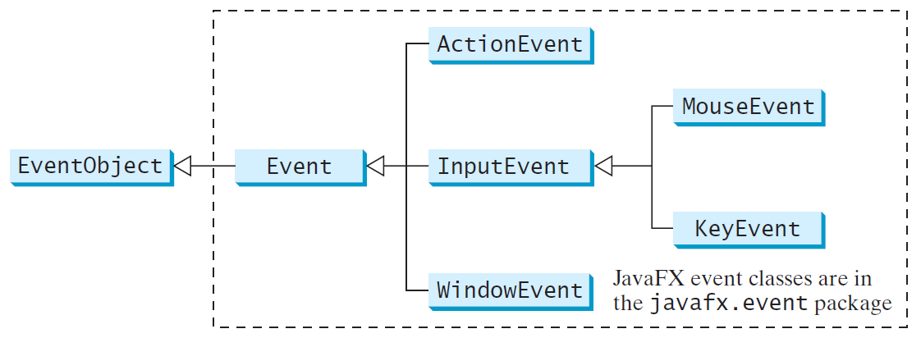 ActionEvent
MouseEvent
EventObject
Event
InputEvent
KeyEvent
WindowEvent
JavaFX event classes are in
the javafx.event package